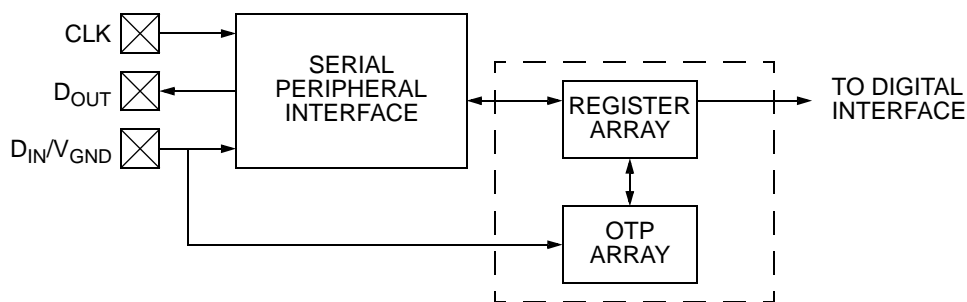 CLK
SERIAL
PERIPHERAL
INTERFACE
DOUT
DIN/VGND
REGISTER
ARRAY
TO DIGITAL
INTERFACE
OTP
ARRAY